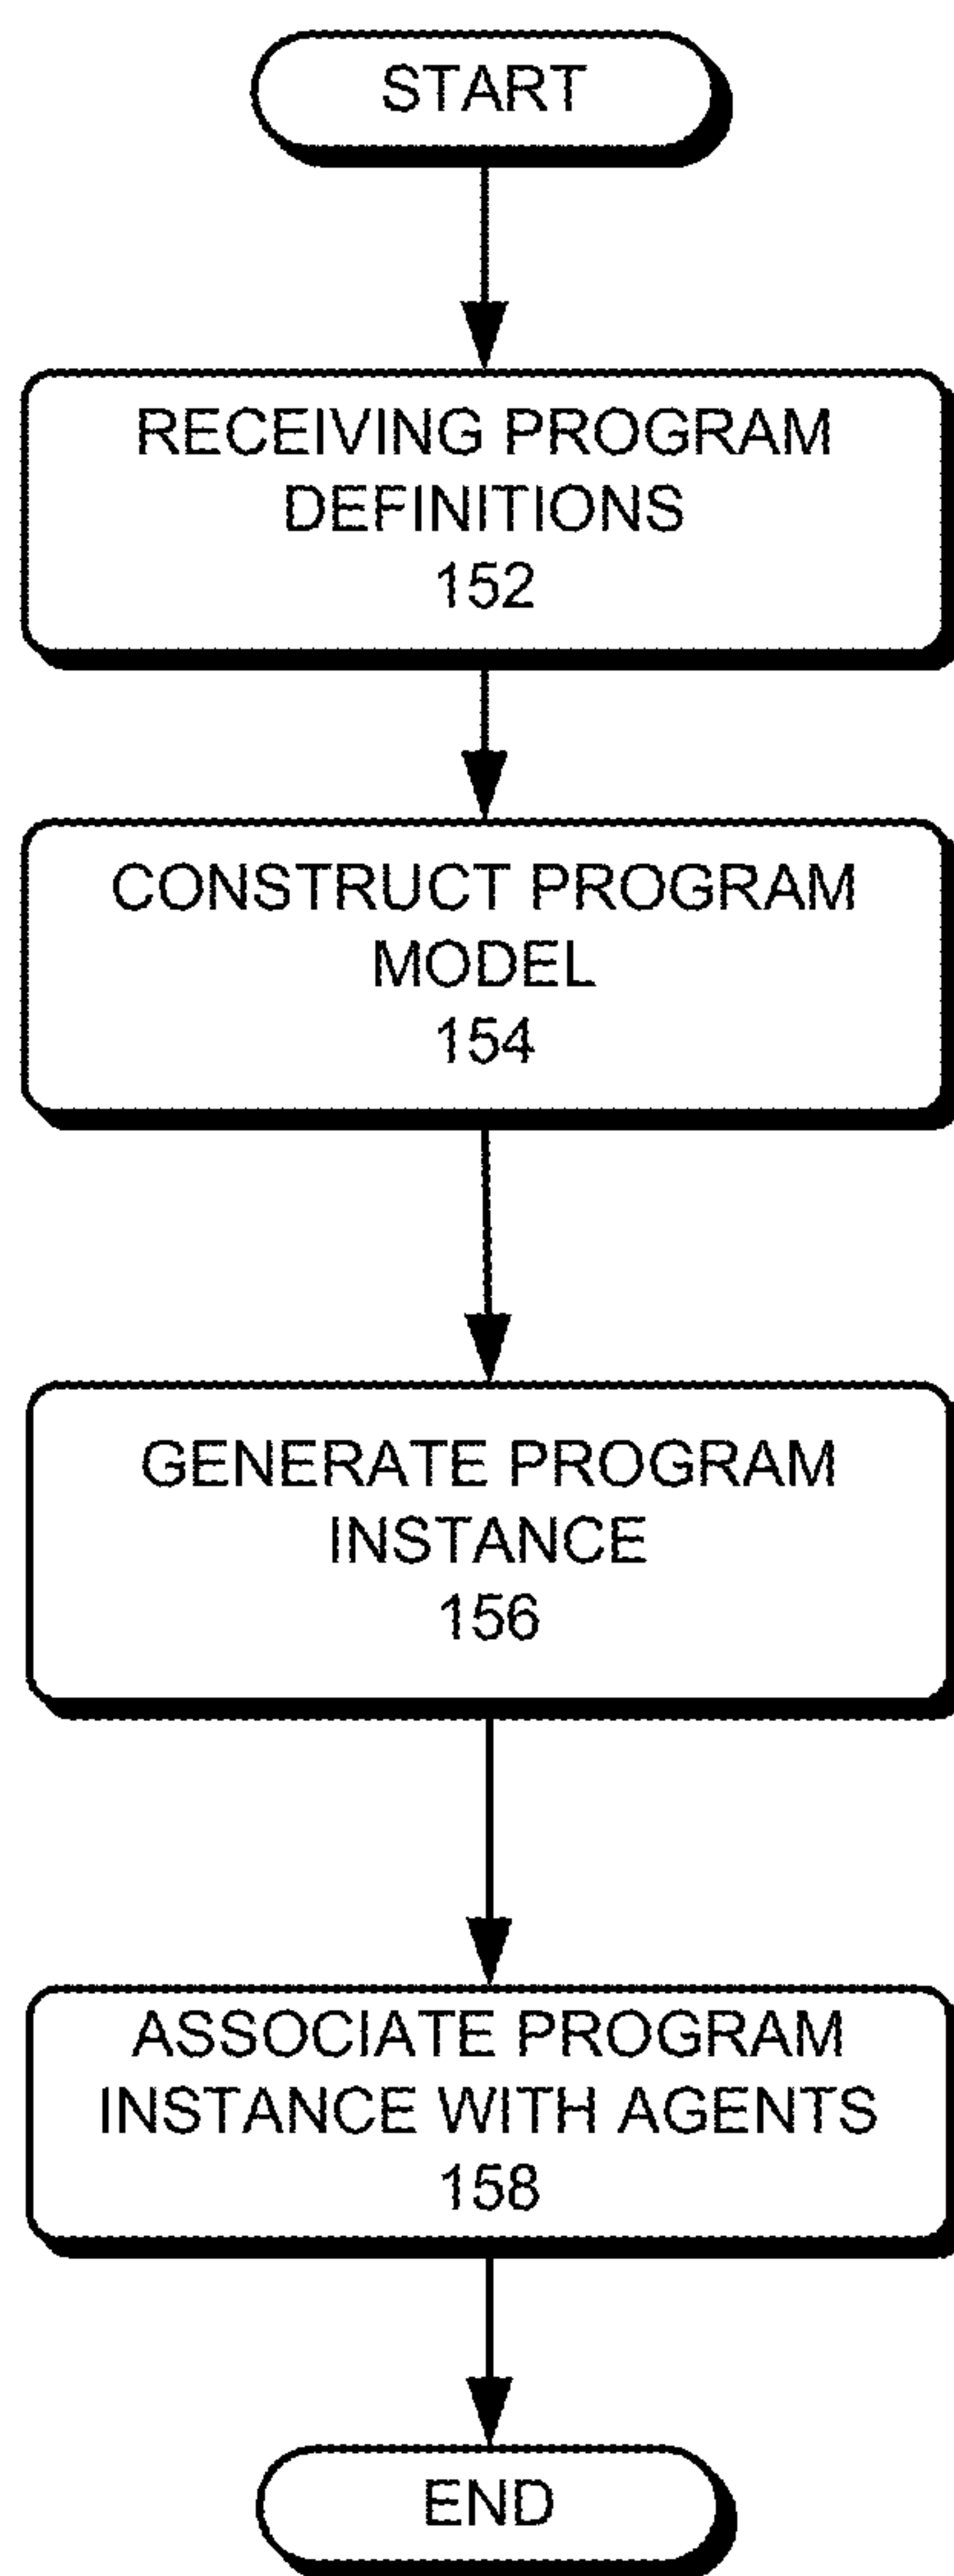 START
RECEIVING PROGRAM
DEFINITIONS
152
CONSTRUCT PROGRAM
MODEL
154
GENERATE PROGRAM
INSTANCE
156
ASSOCIATE PROGRAM
INSTANCE WITH AGENTS
158
END